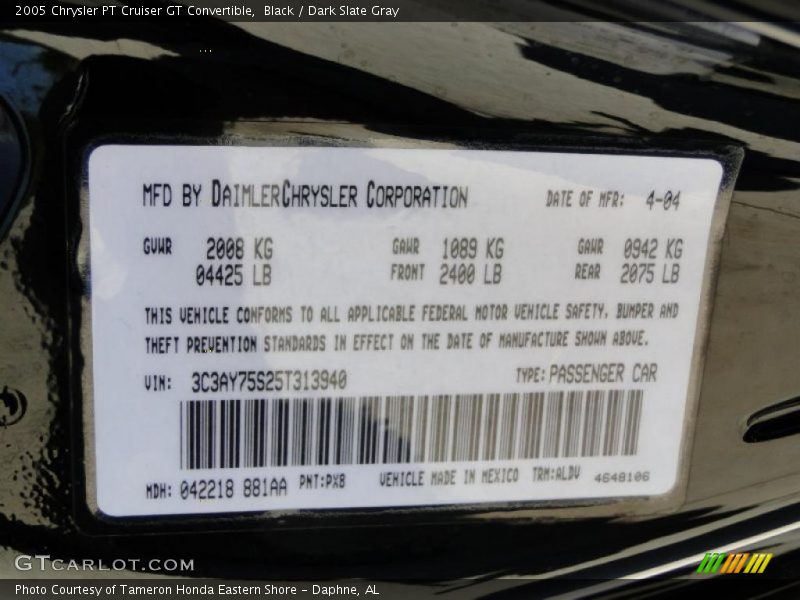 2005 Chrysler PT Cruiser GT Convertible,  Black / Dark Slate Gray
MFD BY DAIMLERCHRYSLER CORPORATION DATE OF MFR: 4-04
GVWR 2008 KG GAWR 1089 KG GAWR 0942 KG
04425 LB FRONT 2400 LB REAR 2075 LB
THIS VEHICLE CONFORMS TO ALL APPLICABLE FEDERAL MOTOR VEHICLE SAFETY, BUMPER AND
THEFT PREVENTION STANDARDS IN EFFECT ON THE DATE OF MANUFACTURE SHOWN ABOVE.
VIN: 3C3AY75S25T313940 TYPE: PASSENGER CAR
MDH: 042218 881AA PNT:PX8 VEHICLE MADE IN MEXICO TRM:ALDV 4648106
GTCARLOT.COM
Photo Courtesy of Tameron Honda Eastern Shore - Daphne, AL